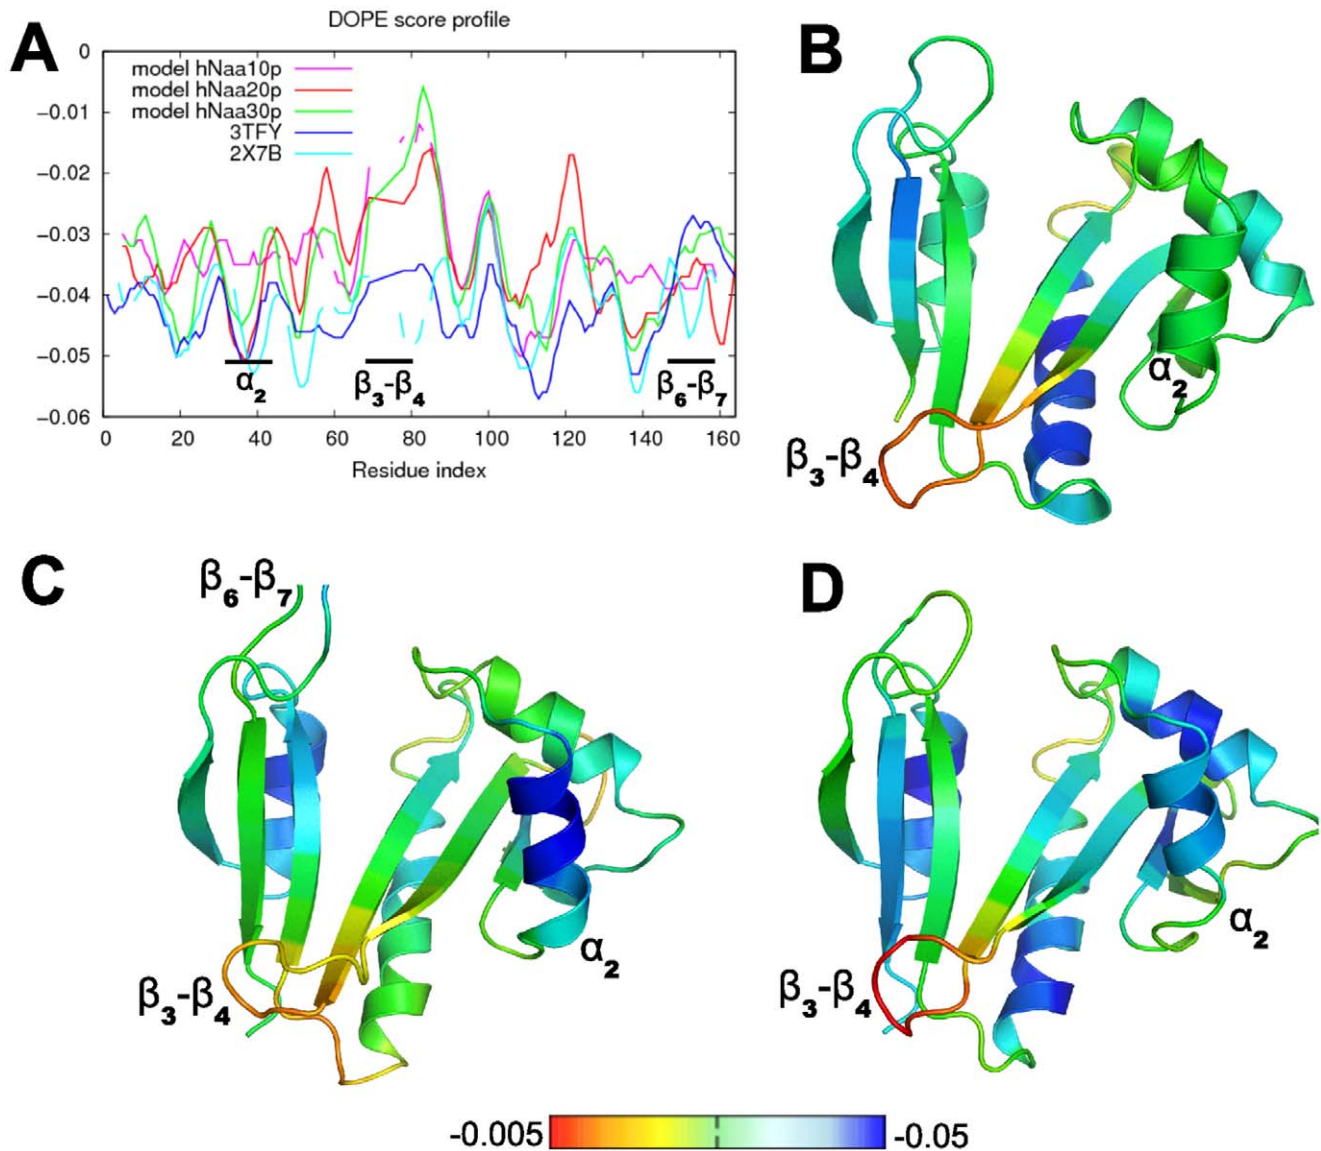 A
DOPE score profile
0
−0.01
−0.02
−0.03
−0.04
−0.05
−0.06
model hNaa10p
model hNaa20p
model hNaa30p
3TFY
2X7B
α2
β3-β4
β6-β7
0 20 40 60 80 100 120 140 160
Residue index
B
β3-β4
α2
C
β6-β7
β3-β4
α2
D
β3-β4
α2
-0.005
-0.05